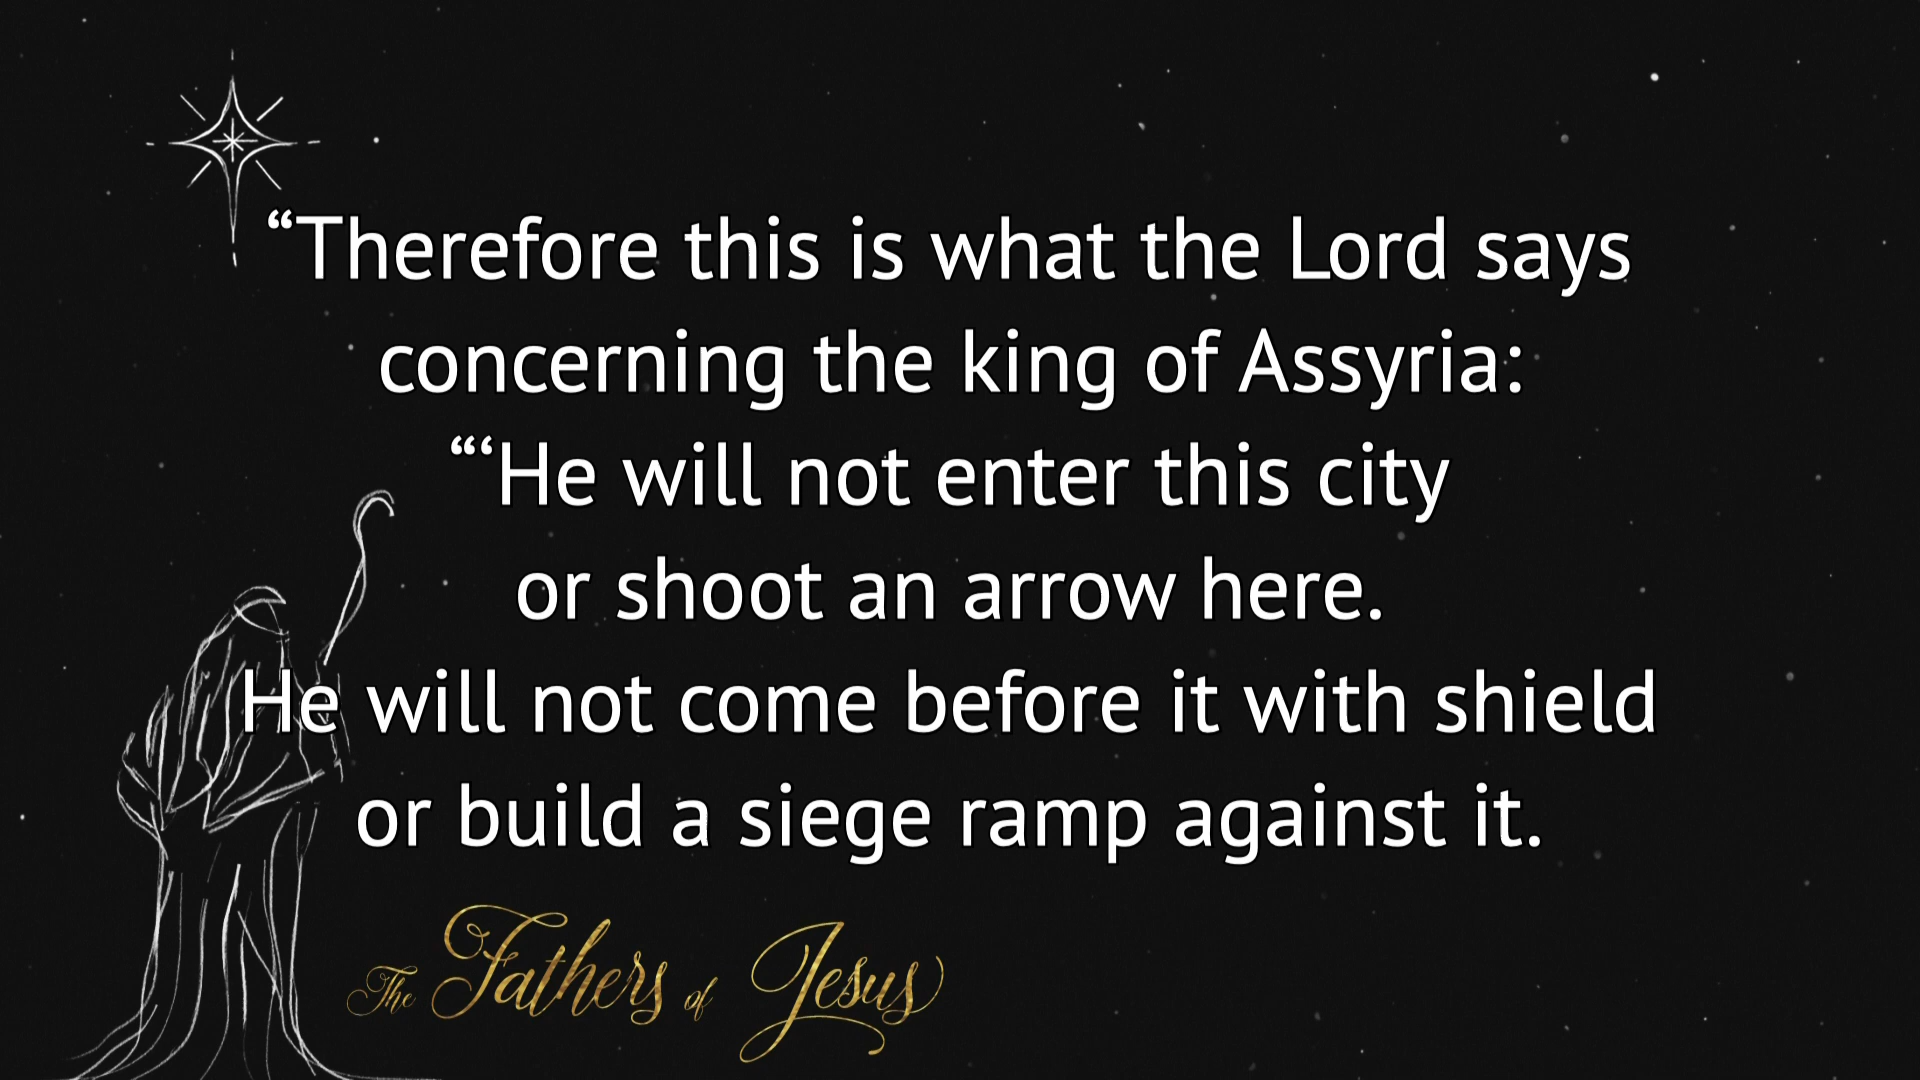 “Therefore this is what the Lord says
concerning the king of Assyria:
“‘He will not enter this city
or shoot an arrow here.
He will not come before it with shield
or build a siege ramp against it.
The Fathers of Jesus